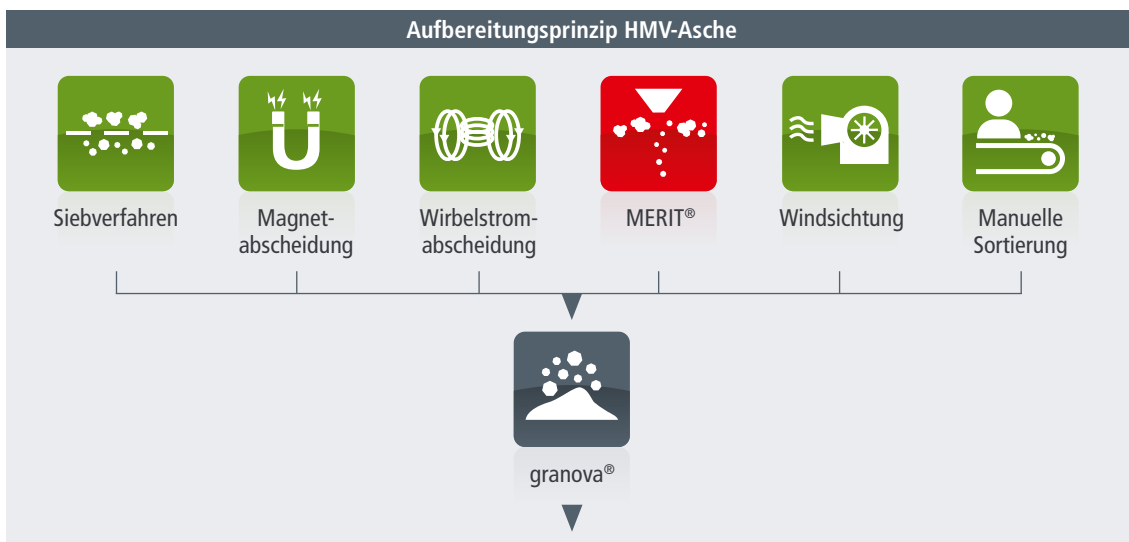 Aufbereitungsprinzip HMV-Asche
Siebverfahren
Magnet-
abscheidung
Wirbelstrom-
abscheidung
MERIT®
Windsichtung
Manuelle
Sortierung
granova®